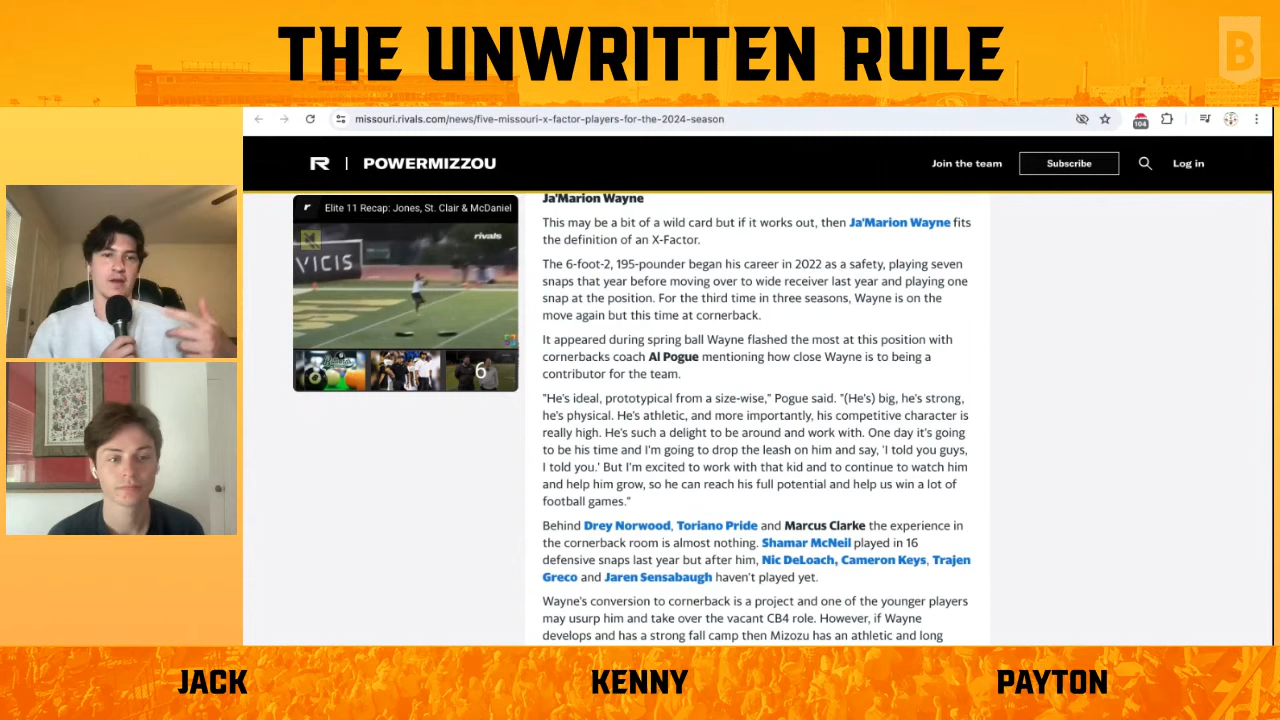 THE UNWRITTEN RULE
B
missouri.rivals.com/news/five-missouri-x-factor-players-for-the-2024-season
104
R | POWERMIZZOU
Join the team
Subscribe
Log in
Elite 11 Recap: Jones, St. Clair & McDaniel
rivals
VICIS
6
Ja'Marion Wayne
This may be a bit of a wild card but if it works out, then Ja'Marion Wayne fits
the definition of an X-Factor.
The 6-foot-2, 195-pounder began his career in 2022 as a safety, playing seven
snaps that year before moving over to wide receiver last year and playing one
snap at the position. For the third time in three seasons, Wayne is on the
move again but this time at cornerback.
It appeared during spring ball Wayne flashed the most at this position with
cornerbacks coach Al Pogue mentioning how close Wayne is to being a
contributor for the team.
"He's ideal, prototypical from a size-wise," Pogue said. "(He's) big, he's strong,
he's physical. He's athletic, and more importantly, his competitive character is
really high. He's such a delight to be around and work with. One day it's going
to be his time and I'm going to drop the leash on him and say, 'I told you guys,
I told you.' But I'm excited to work with that kid and to continue to watch him
and help him grow, so he can reach his full potential and help us win a lot of
football games."
Behind Drey Norwood, Toriano Pride and Marcus Clarke the experience in
the cornerback room is almost nothing. Shamar McNeil played in 16
defensive snaps last year but after him, Nic DeLoach, Cameron Keys, Trajen
Greco and Jaren Sensabaugh haven't played yet.
Wayne's conversion to cornerback is a project and one of the younger players
may usurp him and take over the vacant CB4 role. However, if Wayne
develops and has a strong fall camp then Mizozu has an athletic and long
JACK
KENNY
PAYTON